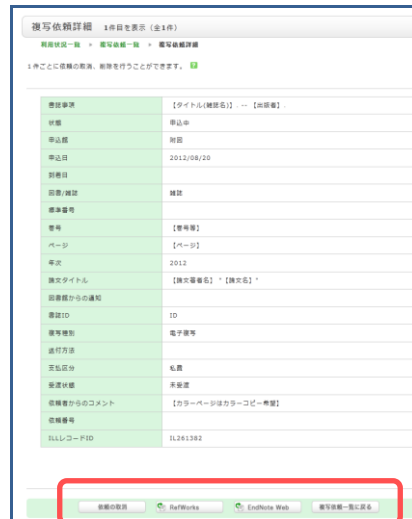 複写依頼詳細 1件目を表示（全1件）
利用状況一覧 > 複写依頼一覧 > 複写依頼詳細
1件ごとに依頼の取消、削除を行うことができます。 ?
書誌事項 【タイトル(雑誌名)】. -- 【出版者】.
状態 申込中
申込館 附図
申込日 2012/08/20
到着日
図書/雑誌 雑誌
標準番号
巻号 【巻号等】
ページ 【ページ】
年次 2012
論文タイトル 【論文著者名】 "【論文名】"
図書館からの通知
書誌ID ID
複写種別 電子複写
送付方法
支払区分 私費
受渡状態 未受渡
依頼者からのコメント 【カラーページはカラーコピー希望】
依頼番号
ILLレコードID IL261382
依頼の取消 RefWorks EndNote Web 複写依頼一覧に戻る